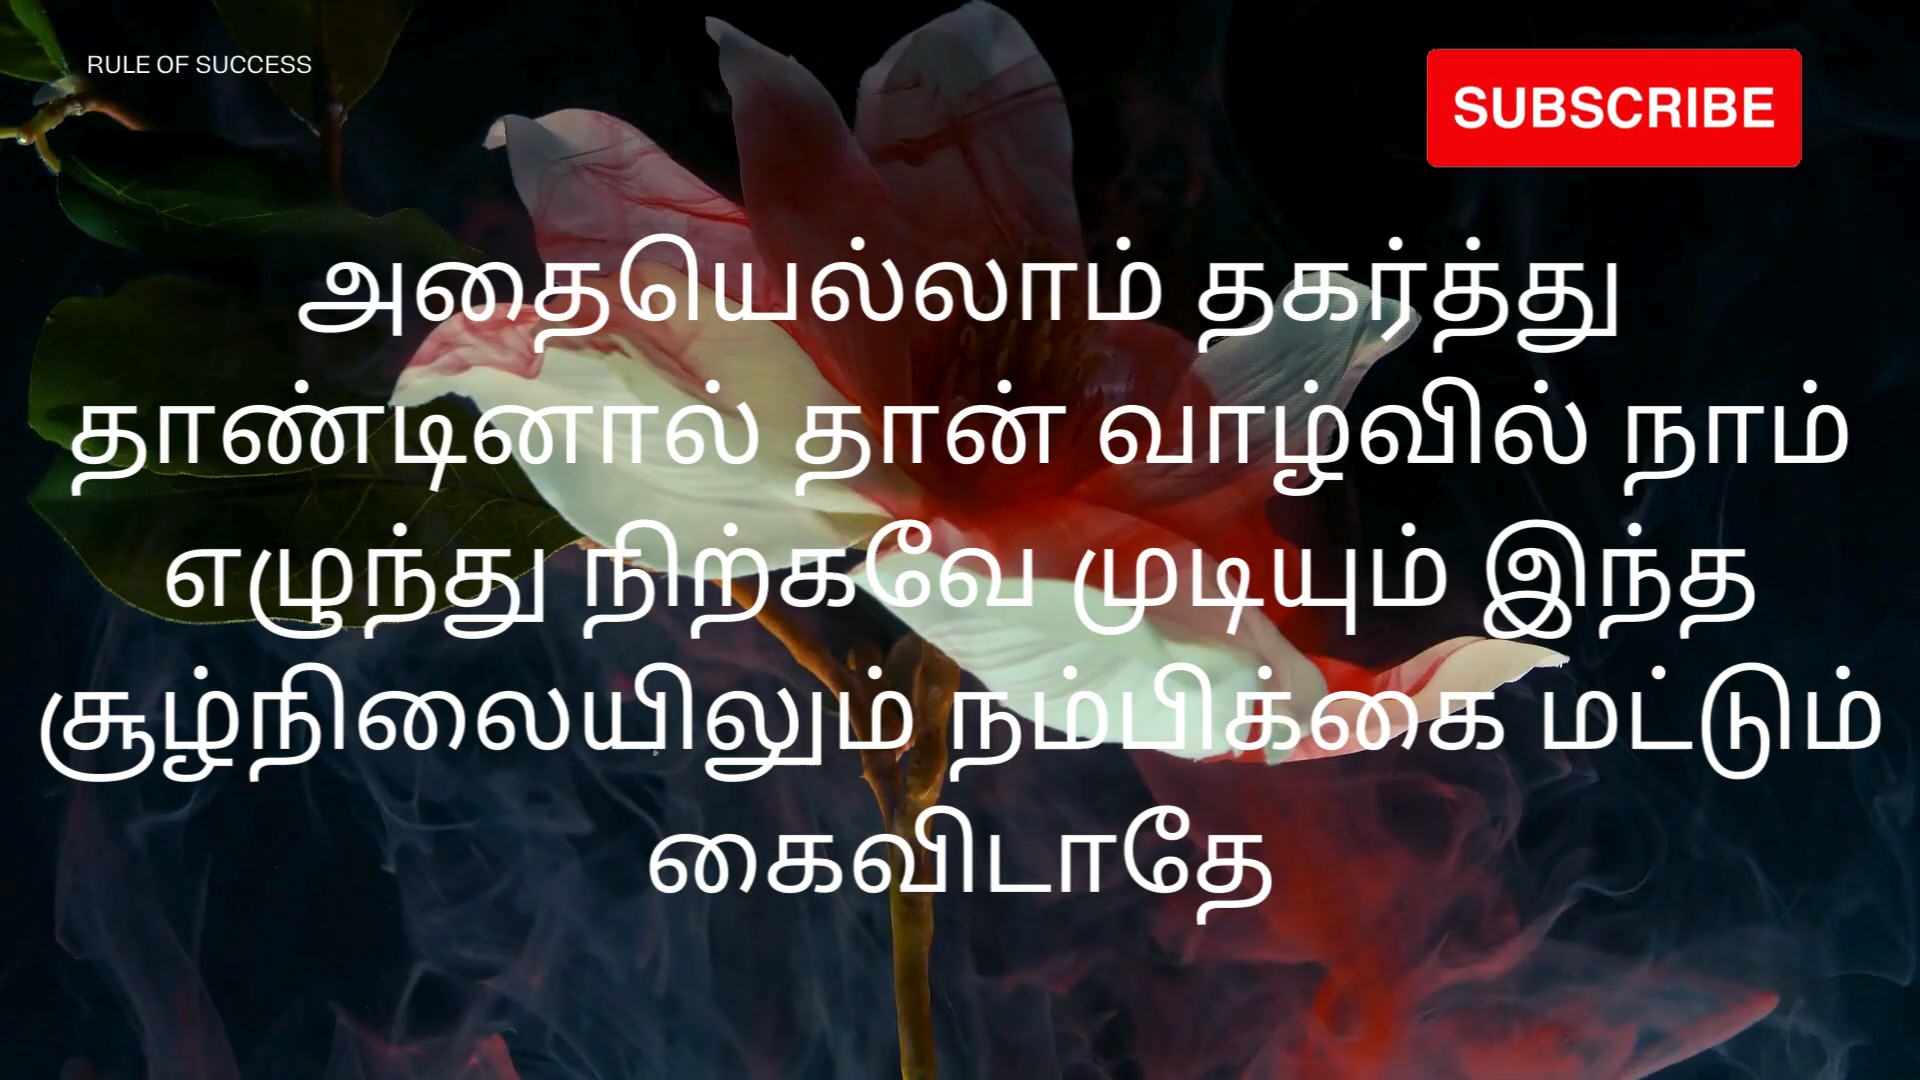 RULE OF SUCCESS
SUBSCRIBE
அதையெல்லாம் தகர்த்து
தாண்டினால் தான் வாழ்வில் நாம்
எழுந்து நிற்கவே முடியும் இந்த
சூழ்நிலையிலும் நம்பிக்கை மட்டும்
கைவிடாதே